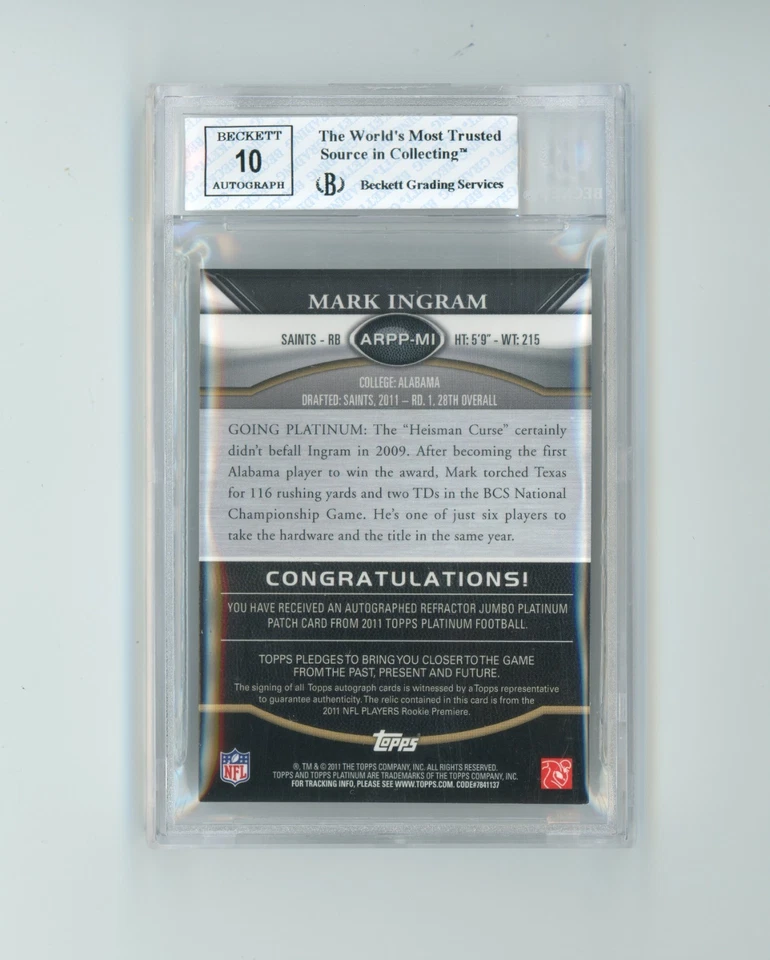 BECKETT
10
AUTOGRAPH
The World's Most Trusted
Source in Collecting™
B Beckett Grading Services
MARK INGRAM
SAINTS - RB ARPP-MI HT: 5'9" - WT: 215
COLLEGE: ALABAMA
DRAFTED: SAINTS, 2011 – RD. 1, 28TH OVERALL
GOING PLATINUM: The "Heisman Curse" certainly
didn't befall Ingram in 2009. After becoming the first
Alabama player to win the award, Mark torched Texas
for 116 rushing yards and two TDs in the BCS National
Championship Game. He's one of just six players to
take the hardware and the title in the same year.
CONGRATULATIONS!
YOU HAVE RECEIVED AN AUTOGRAPHED REFRACTOR JUMBO PLATINUM
PATCH CARD FROM 2011 TOPPS PLATINUM FOOTBALL.
TOPPS PLEDGES TO BRING YOU CLOSER TO THE GAME
FROM THE PAST, PRESENT AND FUTURE.
The signing of all Topps autograph cards is witnessed by a Topps representative
to guarantee authenticity. The relic contained in this card is from the
2011 NFL PLAYERS Rookie Premiere.
topps
NFL
®, TM & © 2011 THE TOPPS COMPANY, INC. ALL RIGHTS RESERVED.
TOPPS AND TOPPS PLATINUM ARE TRADEMARKS OF THE TOPPS COMPANY, INC.
FOR TRACKING INFO, PLEASE SEE WWW.TOPPS.COM. CODE#7841137